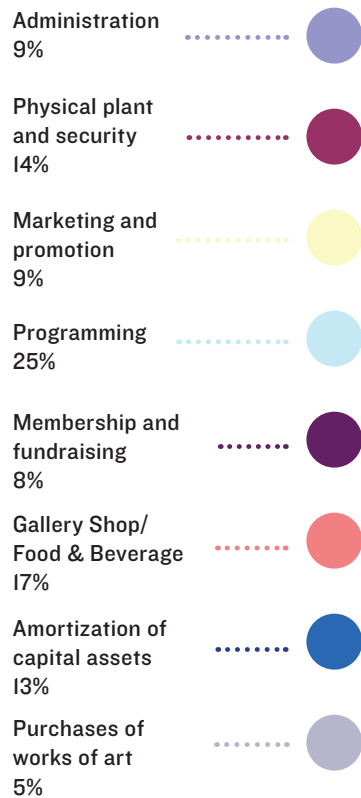 Administration
9%
Physical plant
and security
14%
Marketing and
promotion
9%
Programming
25%
Membership and
fundraising
8%
Gallery Shop/
Food & Beverage
17%
Amortization of
capital assets
13%
Purchases of
works of art
5%